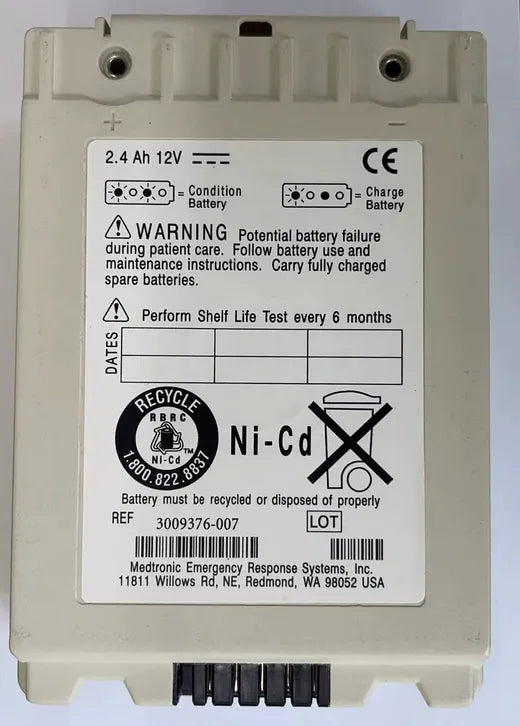 + −
2.4 Ah 12V
CE
= Condition Battery
= Charge Battery
WARNING Potential battery failure
during patient care. Follow battery use and
maintenance instructions. Carry fully charged
spare batteries.
Perform Shelf Life Test every 6 months
DATES
RECYCLE
RBRC
Ni-Cd
TM
1.800.822.8837
Ni-Cd
Battery must be recycled or disposed of properly
REF 3009376-007 LOT
Medtronic Emergency Response Systems, Inc.
11811 Willows Rd, NE, Redmond, WA 98052 USA